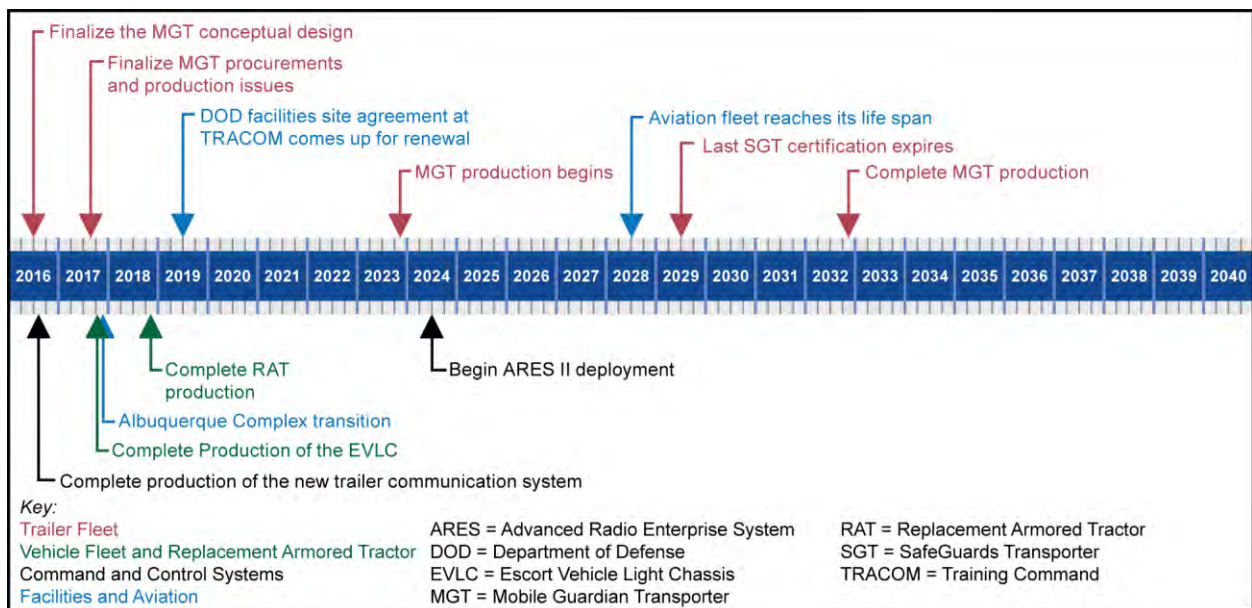 Finalize the MGT conceptual design
Finalize MGT procurements
and production issues
DOD facilities site agreement at
TRACOM comes up for renewal
Aviation fleet reaches its life span
Last SGT certification expires
MGT production begins
Complete MGT production
2016 2017 2018 2019 2020 2021 2022 2023 2024 2025 2026 2027 2028 2029 2030 2031 2032 2033 2034 2035 2036 2037 2038 2039 2040
Complete RAT
production
Begin ARES II deployment
Albuquerque Complex transition
Complete Production of the EVLC
Complete production of the new trailer communication system
Key:
Trailer Fleet
Vehicle Fleet and Replacement Armored Tractor
Command and Control Systems
Facilities and Aviation
ARES = Advanced Radio Enterprise System
DOD = Department of Defense
EVLC = Escort Vehicle Light Chassis
MGT = Mobile Guardian Transporter
RAT = Replacement Armored Tractor
SGT = SafeGuards Transporter
TRACOM = Training Command